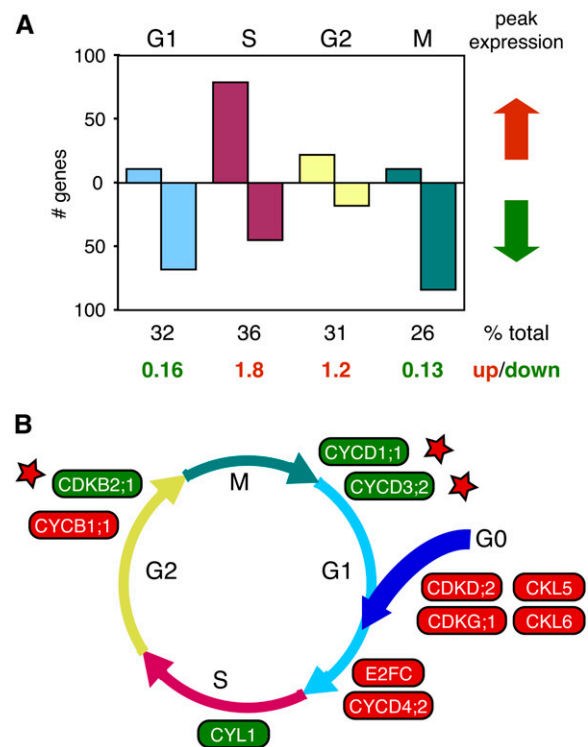 A
G1 S G2 M
peak
expression
100
50
0
50
100
# genes
32 36 31 26 % total
0.16 1.8 1.2 0.13 up/down
B
CYCD1;1
CDKB2;1
CYCD3;2
M
CYCB1;1
G0
G2
G1
CDKD;2 CKL5
CDKG;1 CKL6
S
E2FC
CYCD4;2
CYL1